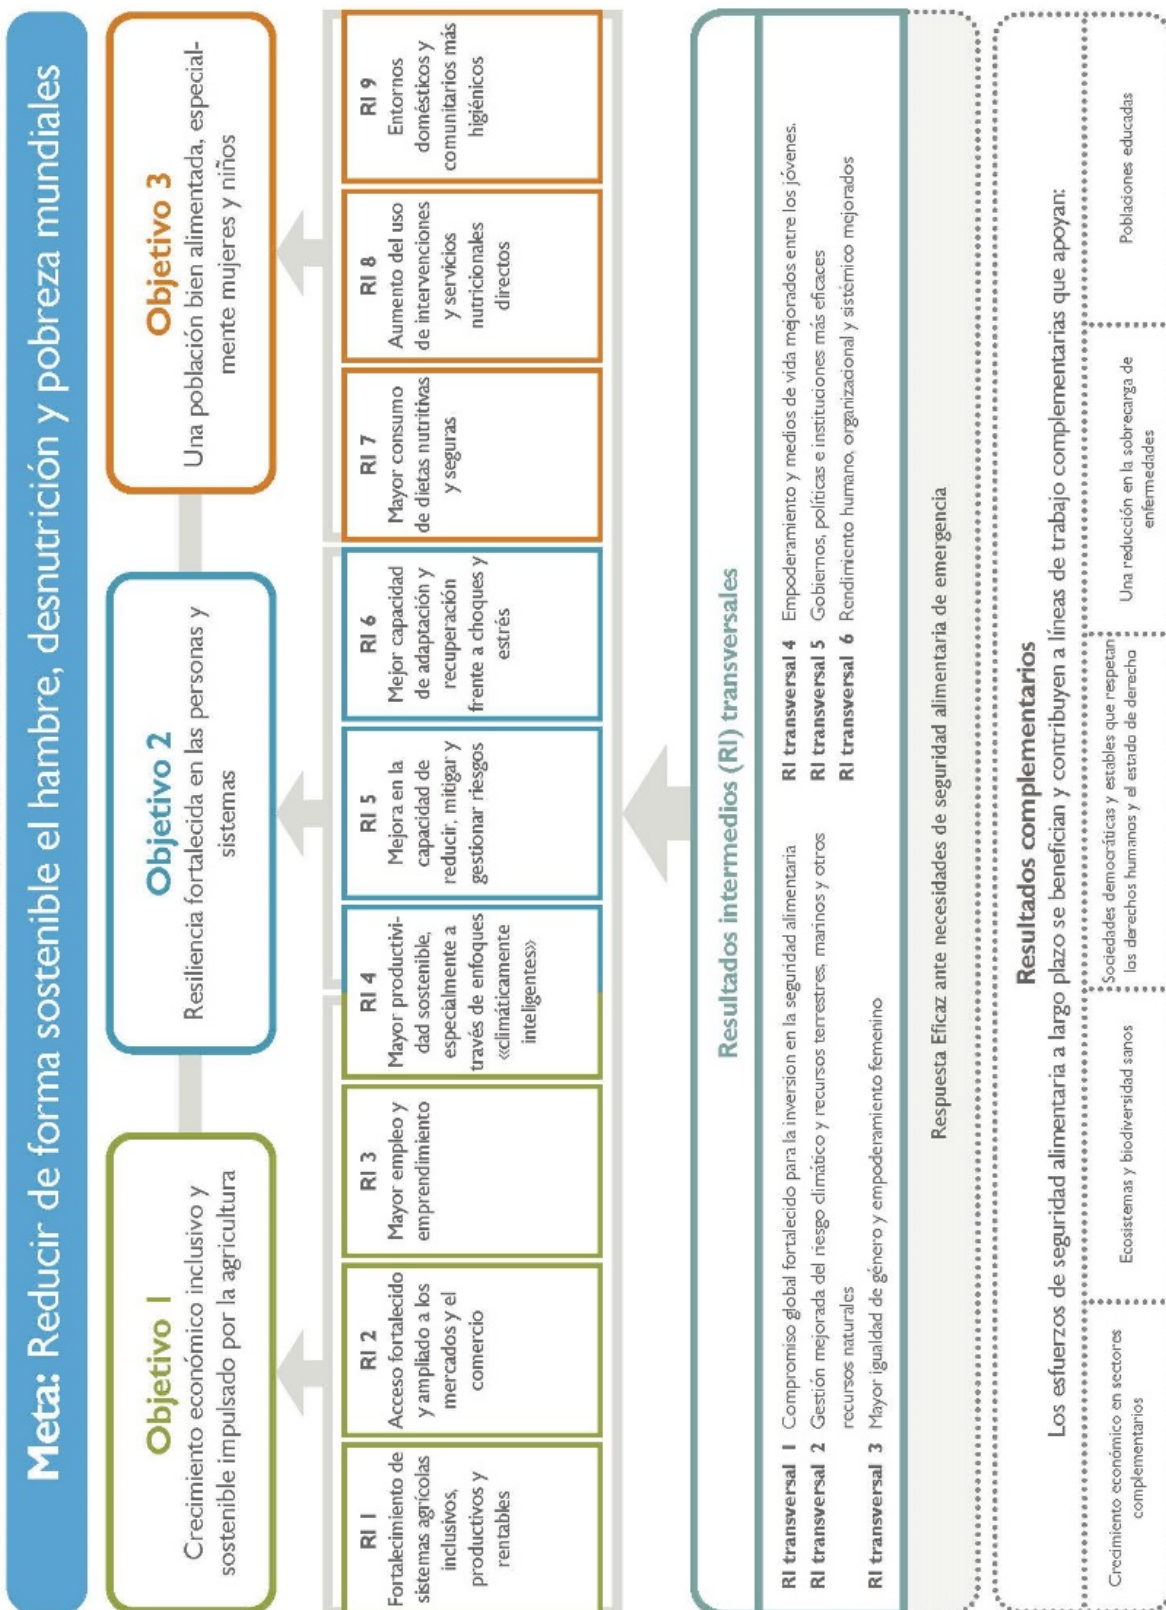 Meta: Reducir de forma sostenible el hambre, desnutrición y pobreza mundiales
Objetivo 1
Crecimiento económico inclusivo y
sostenible impulsado por la agricultura
Objetivo 2
Resiliencia fortalecida en las personas y
sistemas
Objetivo 3
Una población bien alimentada, especial-
mente mujeres y niños
RI 1
Fortalecimiento de
sistemas agrícolas
inclusivos,
productivos y
rentables
RI 2
Acceso fortalecido
y ampliado a los
mercados y el
comercio
RI 3
Mayor empleo y
emprendimiento
RI 4
Mayor productivi-
dad sostenible,
especialmente a
través de enfoques
«climáticamente
inteligentes»
RI 5
Mejora en la
capacidad de
reducir, mitigar y
gestionar riesgos
RI 6
Mejor capacidad
de adaptación y
recuperación
frente a choques y
estrés
RI 7
Mayor consumo
de dietas nutritivas
y seguras
RI 8
Aumento del uso
de intervenciones
y servicios
nutricionales
directos
RI 9
Entornos
domésticos y
comunitarios más
higiénicos
Resultados intermedios (RI) transversales
RI transversal 1 Compromiso global fortalecido para la inversion en la seguridad alimentaria
RI transversal 2 Gestión mejorada del riesgo climático y recursos terrestres, marinos y otros
recursos naturales
RI transversal 3 Mayor igualdad de género y empoderamiento femenino
RI transversal 4 Empoderamiento y medios de vida mejorados entre los jóvenes.
RI transversal 5 Gobiernos, políticas e instituciones más eficaces
RI transversal 6 Rendimiento humano, organizacional y sistémico mejorados
Respuesta Eficaz ante necesidades de seguridad alimentaria de emergencia
Resultados complementarios
Los esfuerzos de seguridad alimentaria a largo plazo se benefician y contribuyen a líneas de trabajo complementarias que apoyan:
Crecimiento económico en sectores
complementarios
Ecosistemas y biodiversidad sanos
Sociedades democráticas y estables que respetan
los derechos humanos y el estado de derecho
Una reducción en la sobrecarga de
enfermedades
Poblaciones educadas